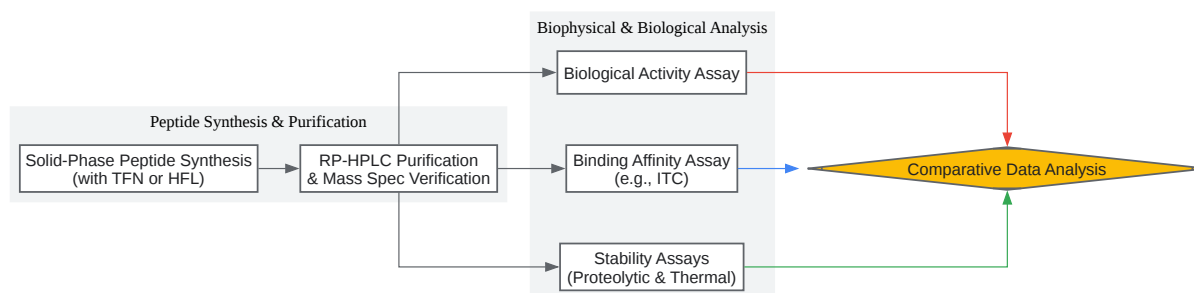 Biophysical & Biological Analysis
Biological Activity Assay
Peptide Synthesis & Purification
Solid-Phase Peptide Synthesis
(with TFN or HFL)
RP-HPLC Purification
& Mass Spec Verification
Binding Affinity Assay
(e.g., ITC)
Comparative Data Analysis
Stability Assays
(Proteolytic & Thermal)